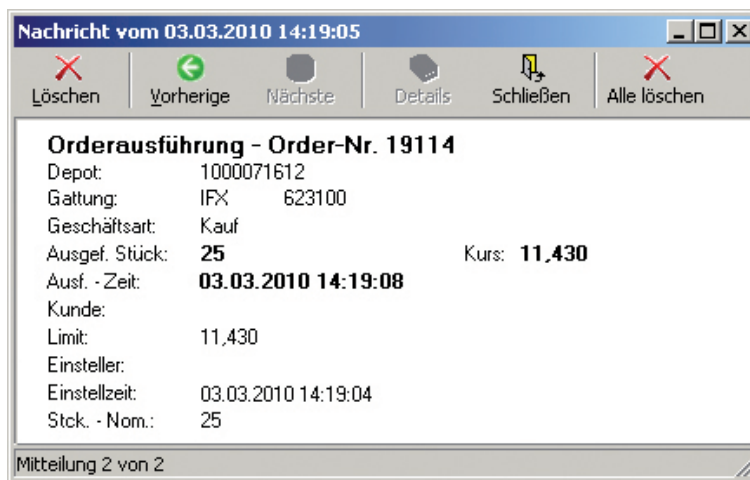 Nachricht vom 03.03.2010 14:19:05
Löschen Vorherige Nächste Details Schließen Alle löschen
Orderausführung - Order-Nr. 19114
Depot: 1000071612
Gattung: IFX 623100
Geschäftsart: Kauf
Ausgef. Stück: 25 Kurs: 11,430
Ausf. - Zeit: 03.03.2010 14:19:08
Kunde:
Limit: 11,430
Einsteller:
Einstellzeit: 03.03.2010 14:19:04
Stck. - Nom.: 25
Mitteilung 2 von 2